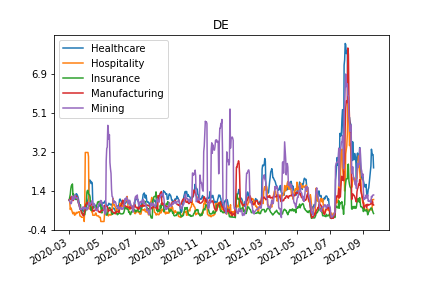 DE
Healthcare
Hospitality
Insurance
Manufacturing
Mining
6.9
5.1
3.2
1.4
-0.4
2020-03
2020-05
2020-07
2020-09
2020-11
2021-01
2021-03
2021-05
2021-07
2021-09